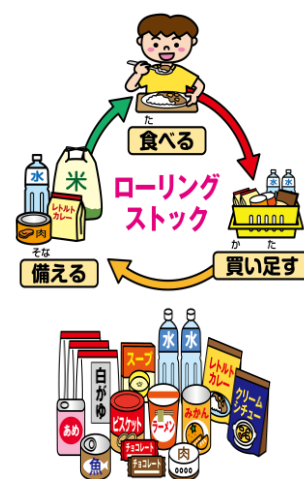 た
食べる
水
米
レトルト
カレー
肉
ローリング
ストック
水 水
そな
備える
か た
買い足す
水 水
スープ
レトルト
カレー
クリーム
シチュー
白がゆ
あめ
ビスケット
ラーメン
みかん
チョコレート
チョコレート
魚
肉